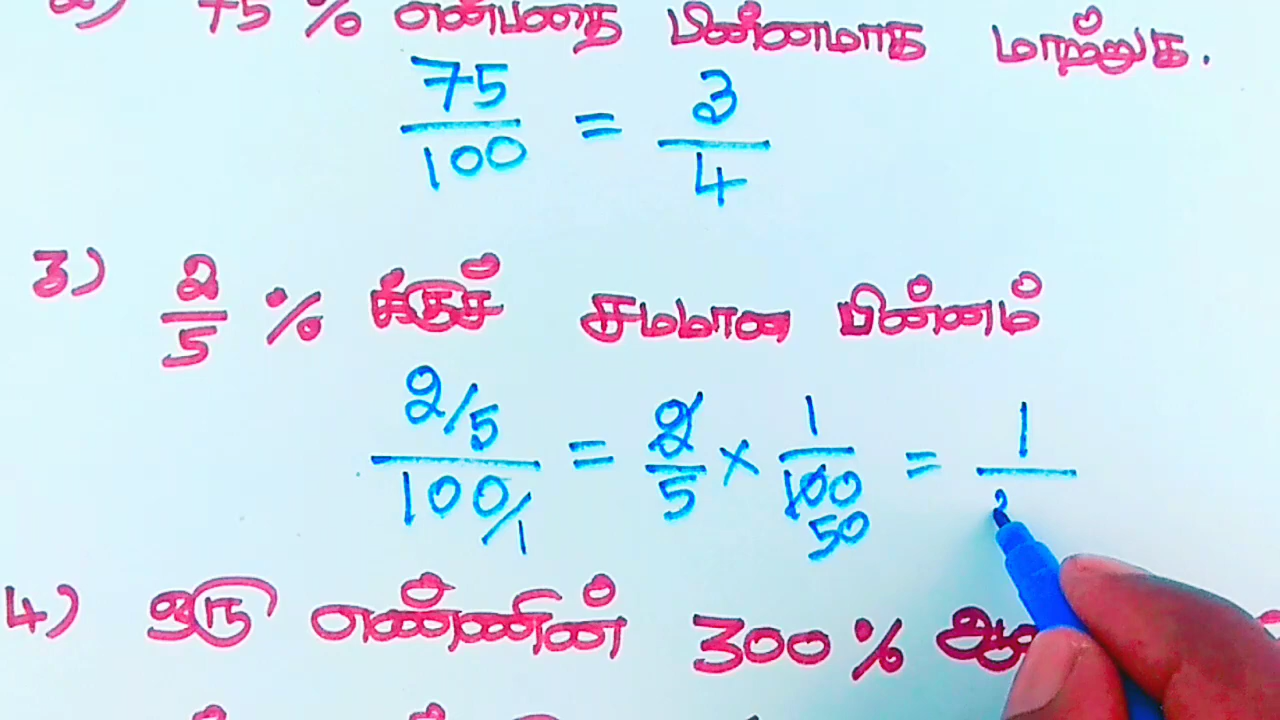 75 % என்பதை பின்னமாக மாற்றுக.
75/100 = 3/4
3) 2/5 % க்குச் சமமான பின்னம்
2/5 / 100/1 = 2/5 × 1/100 50 = 1/2
4) ஒரு எண்ணின் 300 %